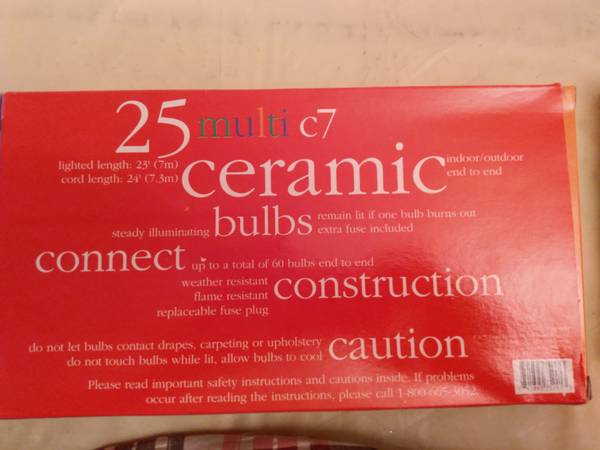 25 multi c7
lighted length: 23' (7m)
cord length: 24' (7.3m)
ceramic
indoor/outdoor
end to end
steady illuminating
bulbs
remain lit if one bulb burns out
extra fuse included
connect
up to a total of 60 bulbs end to end
weather resistant
flame resistant
replaceable fuse plug
construction
do not let bulbs contact drapes, carpeting or upholstery
do not touch bulbs while lit, allow bulbs to cool
caution
Please read important safety instructions and cautions inside. If problems
occur after reading the instructions, please call 1-800-665-3052.